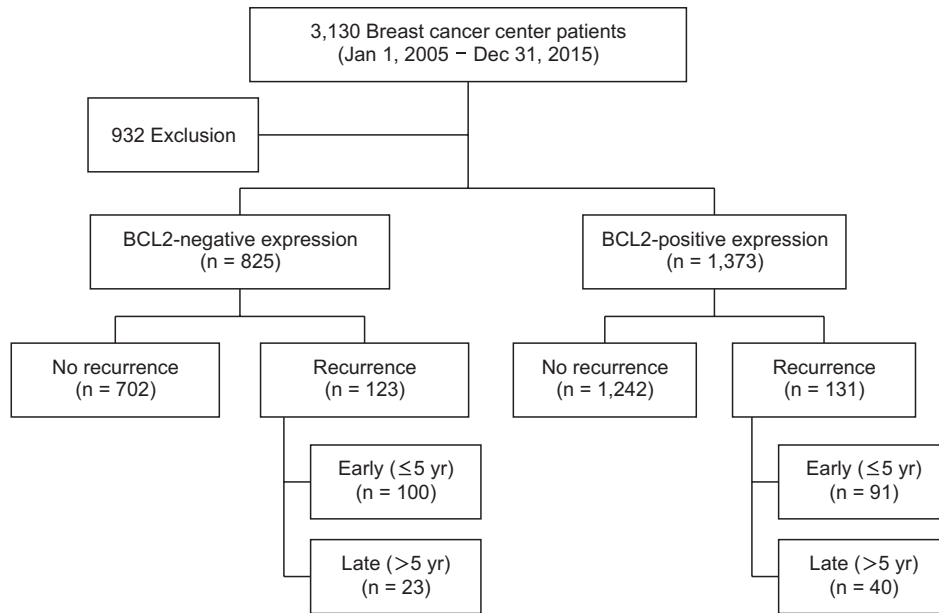 3,130 Breast cancer center patients
(Jan 1, 2005 − Dec 31, 2015)
932 Exclusion
BCL2-negative expression
(n = 825)
BCL2-positive expression
(n = 1,373)
No recurrence
(n = 702)
Recurrence
(n = 123)
No recurrence
(n = 1,242)
Recurrence
(n = 131)
Early (≤5 yr)
(n = 100)
Early (≤5 yr)
(n = 91)
Late (>5 yr)
(n = 23)
Late (>5 yr)
(n = 40)